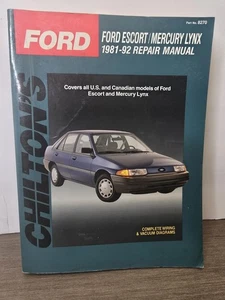 Part No. 8270
FORD
FORD ESCORT/MERCURY LYNX
1981-92 REPAIR MANUAL
Covers all U.S. and Canadian models of Ford
Escort and Mercury Lynx
CHILTON'S
COMPLETE WIRING
& VACUUM DIAGRAMS